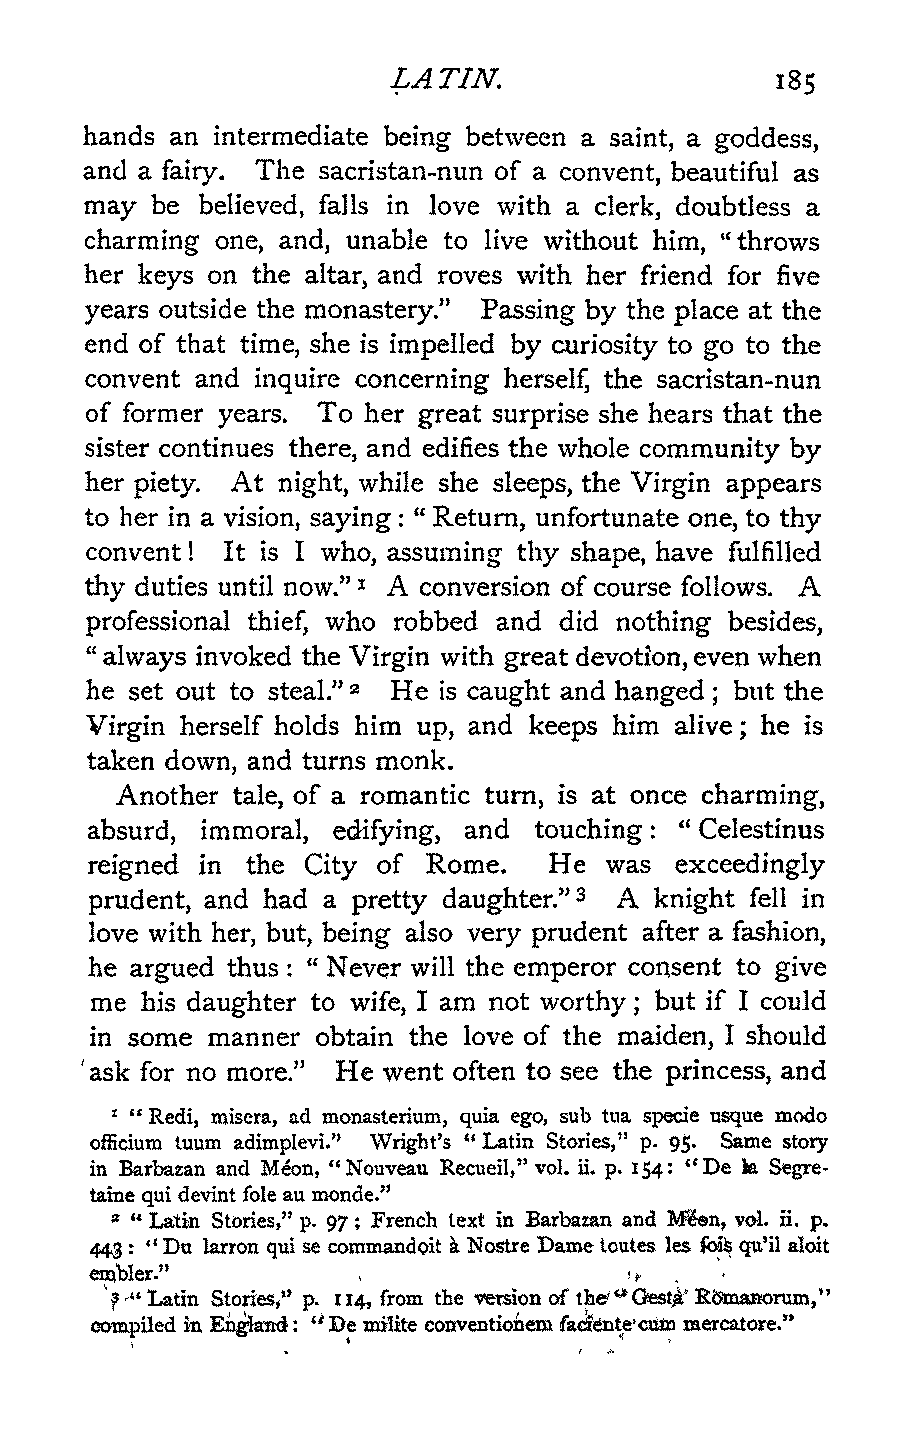 LATIN. 185
hands an intermediate being between a saint, a goddess,
and a fairy. The sacristan-nun of a convent, beautiful as
may be believed, falls in love with a clerk, doubtless a
charming one, and, unable to live without him, "throws
her keys on the altar, and roves with her friend for five
years outside the monastery." Passing by the place at the
end of that time, she is impelled by curiosity to go to the
convent and inquire concerning herself, the sacristan-nun
of former years. To her great surprise she hears that the
sister continues there, and edifies the whole community by
her piety. At night, while she sleeps, the Virgin appears
to her in a vision, saying: "Return, unfortunate one, to thy
convent! It is I who, assuming thy shape, have fulfilled
thy duties until now."¹ A conversion of course follows. A
professional thief, who robbed and did nothing besides,
"always invoked the Virgin with great devotion, even when
he set out to steal."² He is caught and hanged; but the
Virgin herself holds him up, and keeps him alive; he is
taken down, and turns monk.
Another tale, of a romantic turn, is at once charming,
absurd, immoral, edifying, and touching: "Celestinus
reigned in the City of Rome. He was exceedingly
prudent, and had a pretty daughter."³ A knight fell in
love with her, but, being also very prudent after a fashion,
he argued thus: "Never will the emperor consent to give
me his daughter to wife, I am not worthy; but if I could
in some manner obtain the love of the maiden, I should
ask for no more." He went often to see the princess, and
¹ "Redi, misera, ad monasterium, quia ego, sub tua specie usque modo
officium tuum adimplevi." Wright's "Latin Stories," p. 95. Same story
in Barbazan and Méon, "Nouveau Recueil," vol. ii. p. 154: "De la Segre-
taine qui devint fole au monde."
² "Latin Stories," p. 97; French text in Barbazan and Méon, vol. ii. p.
443: "Du larron qui se commandoit à Nostre Dame toutes les fois qu'il aloit
embler."
³ "Latin Stories," p. 114, from the version of the "Gesta Romanorum,"
compiled in England: "De milite conventionem faciente cum mercatore."